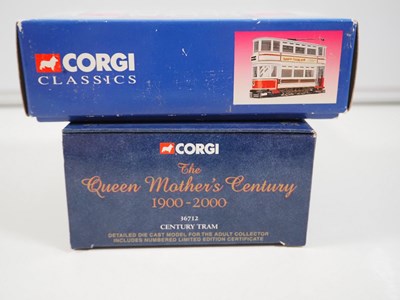 CORGI
CLASSICS
CORGI
The
Queen Mother's Century
1900-2000
36712
CENTURY TRAM
DETAILED DIE CAST MODEL FOR THE ADULT COLLECTOR
INCLUDES NUMBERED LIMITED EDITION CERTIFICATE